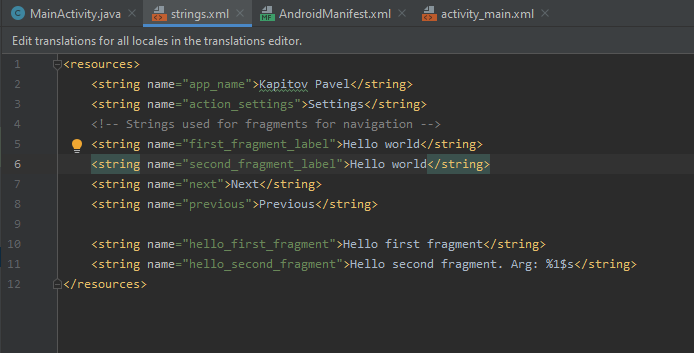 MainActivity.java strings.xml AndroidManifest.xml activity_main.xml
Edit translations for all locales in the translations editor.
1 <resources>
2 <string name="app_name">Kapitov Pavel</string>
3 <string name="action_settings">Settings</string>
4 <!-- Strings used for fragments for navigation -->
5 <string name="first_fragment_label">Hello world</string>
6 <string name="second_fragment_label">Hello world</string>
7 <string name="next">Next</string>
8 <string name="previous">Previous</string>
9
10 <string name="hello_first_fragment">Hello first fragment</string>
11 <string name="hello_second_fragment">Hello second fragment. Arg: %1$s</string>
12 </resources>